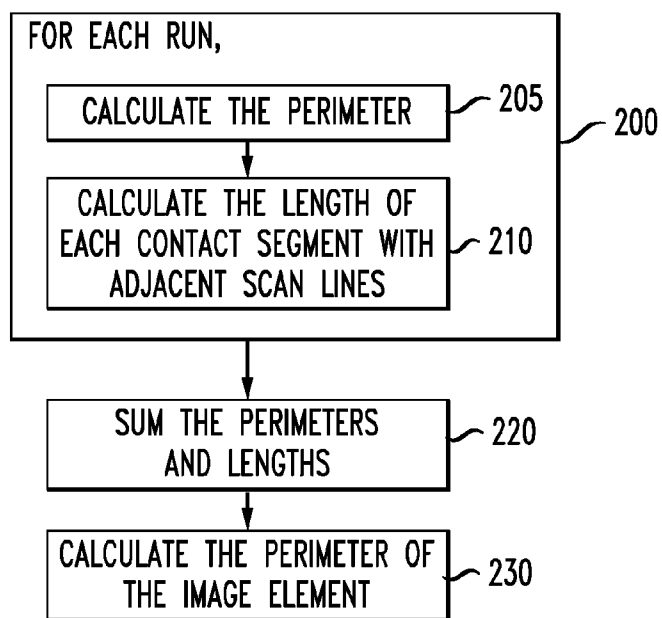 FOR EACH RUN,
CALCULATE THE PERIMETER
205
200
CALCULATE THE LENGTH OF
EACH CONTACT SEGMENT WITH
ADJACENT SCAN LINES
210
SUM THE PERIMETERS
AND LENGTHS
220
CALCULATE THE PERIMETER OF
THE IMAGE ELEMENT
230